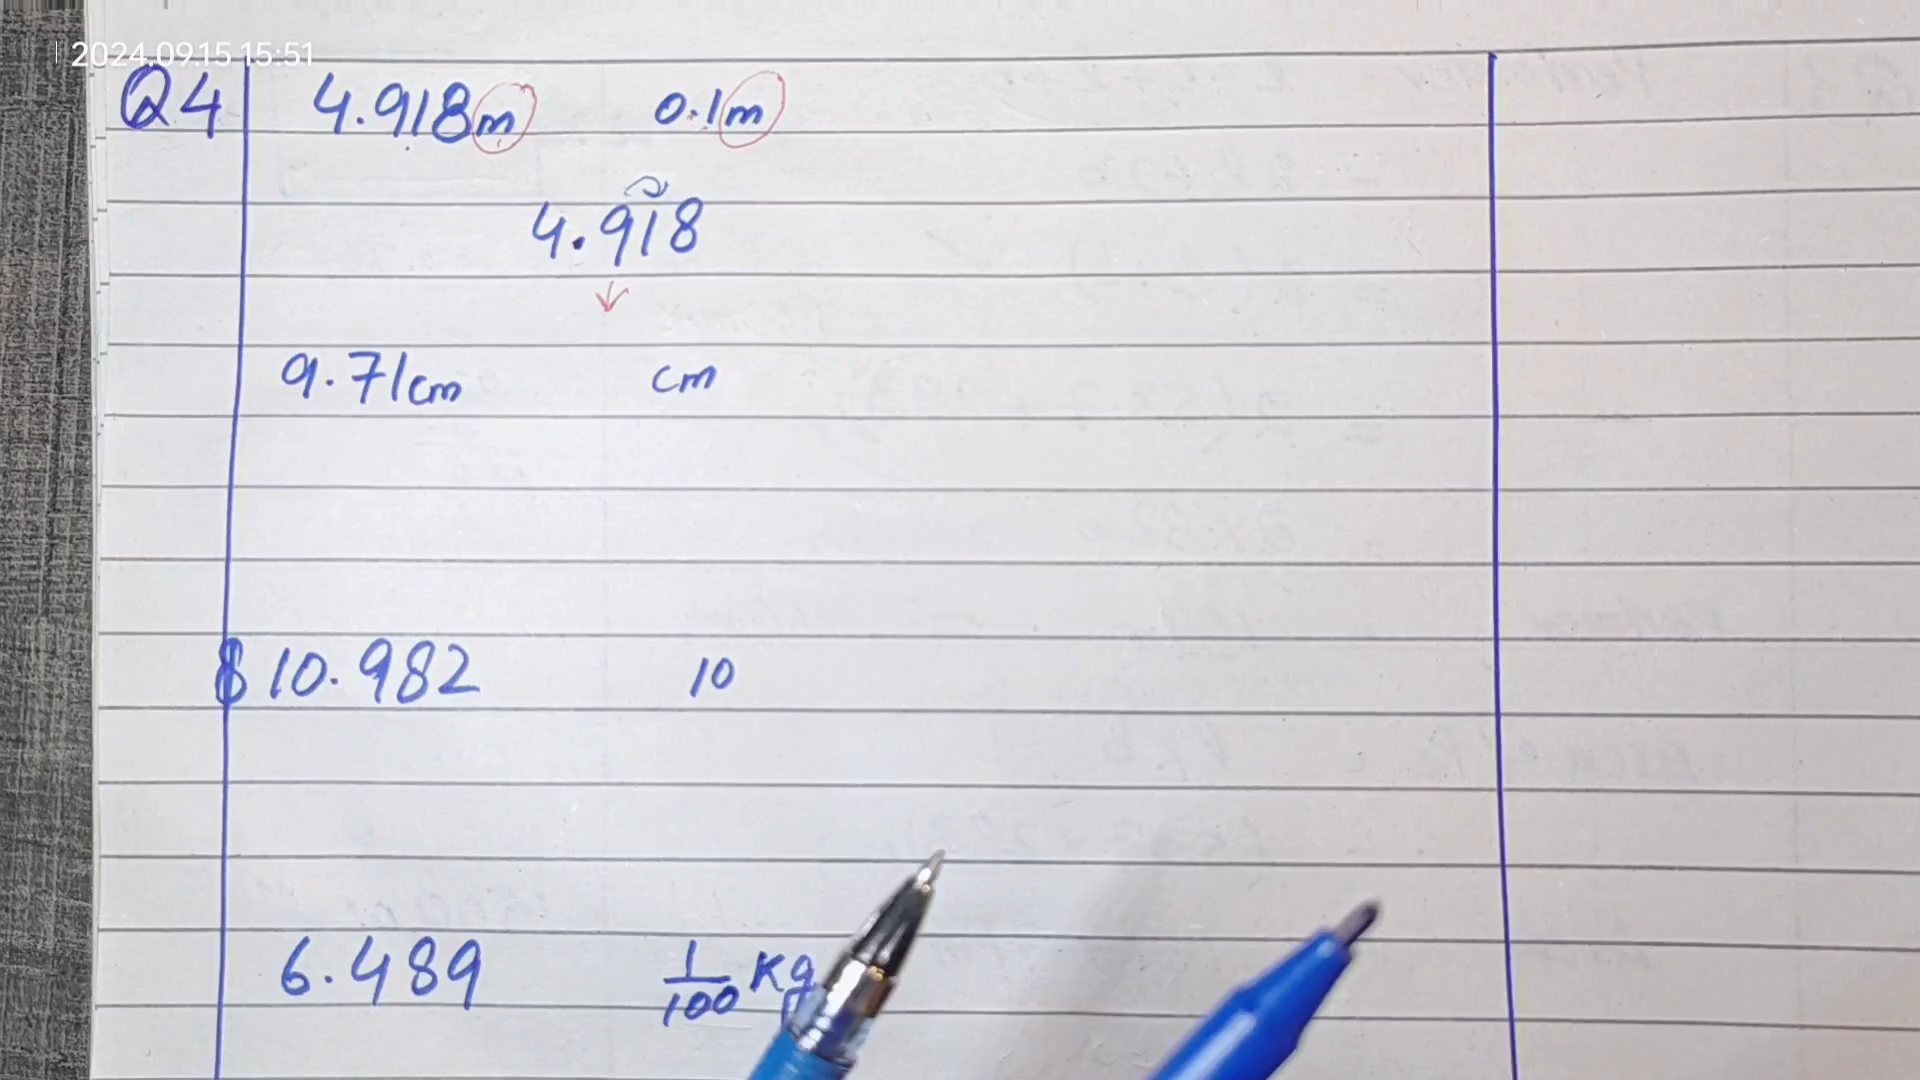 2024.09.15 15:51
Q4 4.918m 0.1m
4.918
9.71cm cm
$10.982 10
6.489 1/100 Kg